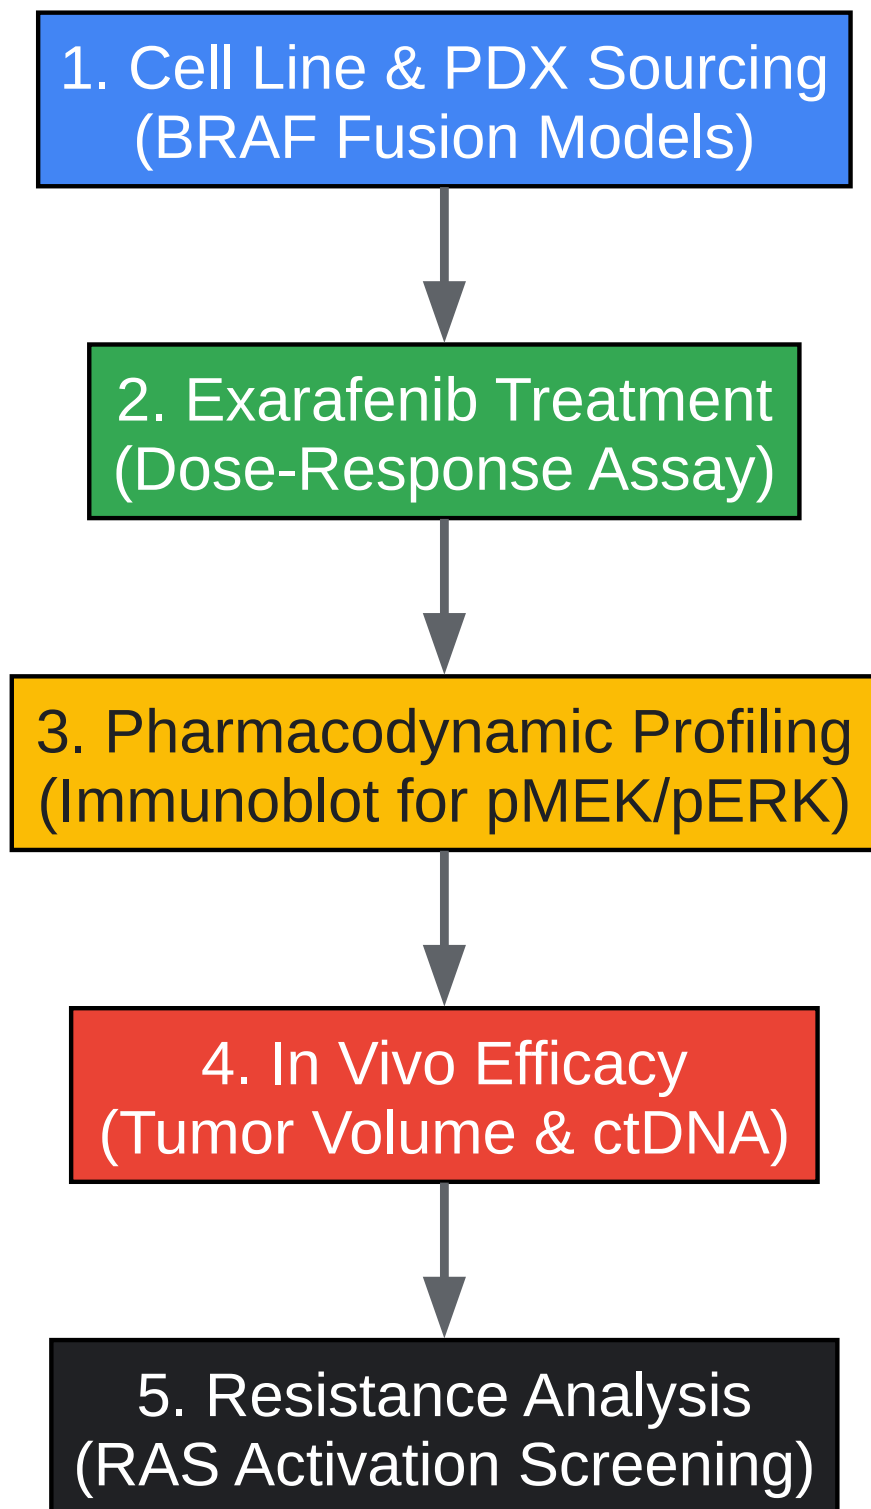 1. Cell Line & PDX Sourcing
(BRAF Fusion Models)
2. Exarafenib Treatment
(Dose-Response Assay)
3. Pharmacodynamic Profiling
(Immunoblot for pMEK/pERK)
4. In Vivo Efficacy
(Tumor Volume & ctDNA)
5. Resistance Analysis
(RAS Activation Screening)